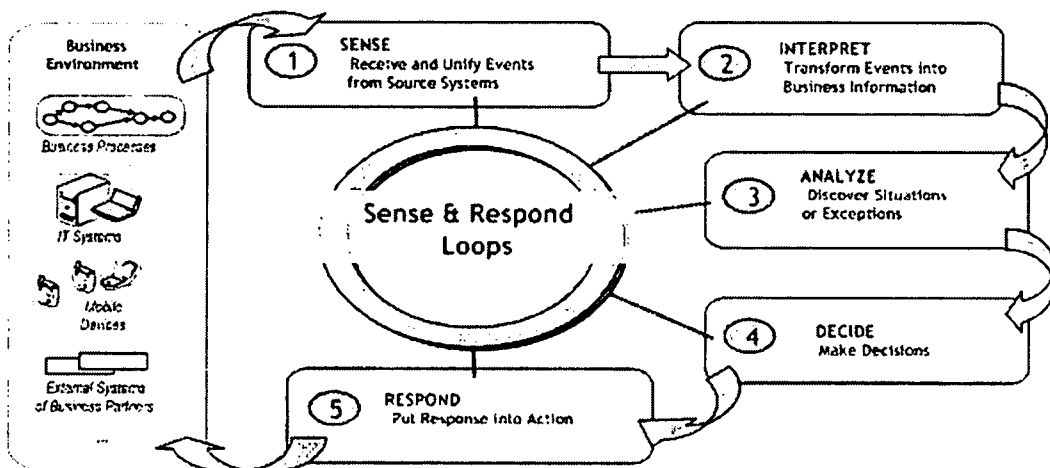 Business
Environment
Business Processes
IT Systems
Mobile
Devices
External Systems
of Business Partners
...
1
SENSE
Receive and Unify Events
from Source Systems
2
INTERPRET
Transform Events into
Business Information
3
ANALYZE
Discover Situations
or Exceptions
4
DECIDE
Make Decisions
5
RESPOND
Put Response into Action
Sense & Respond
Loops